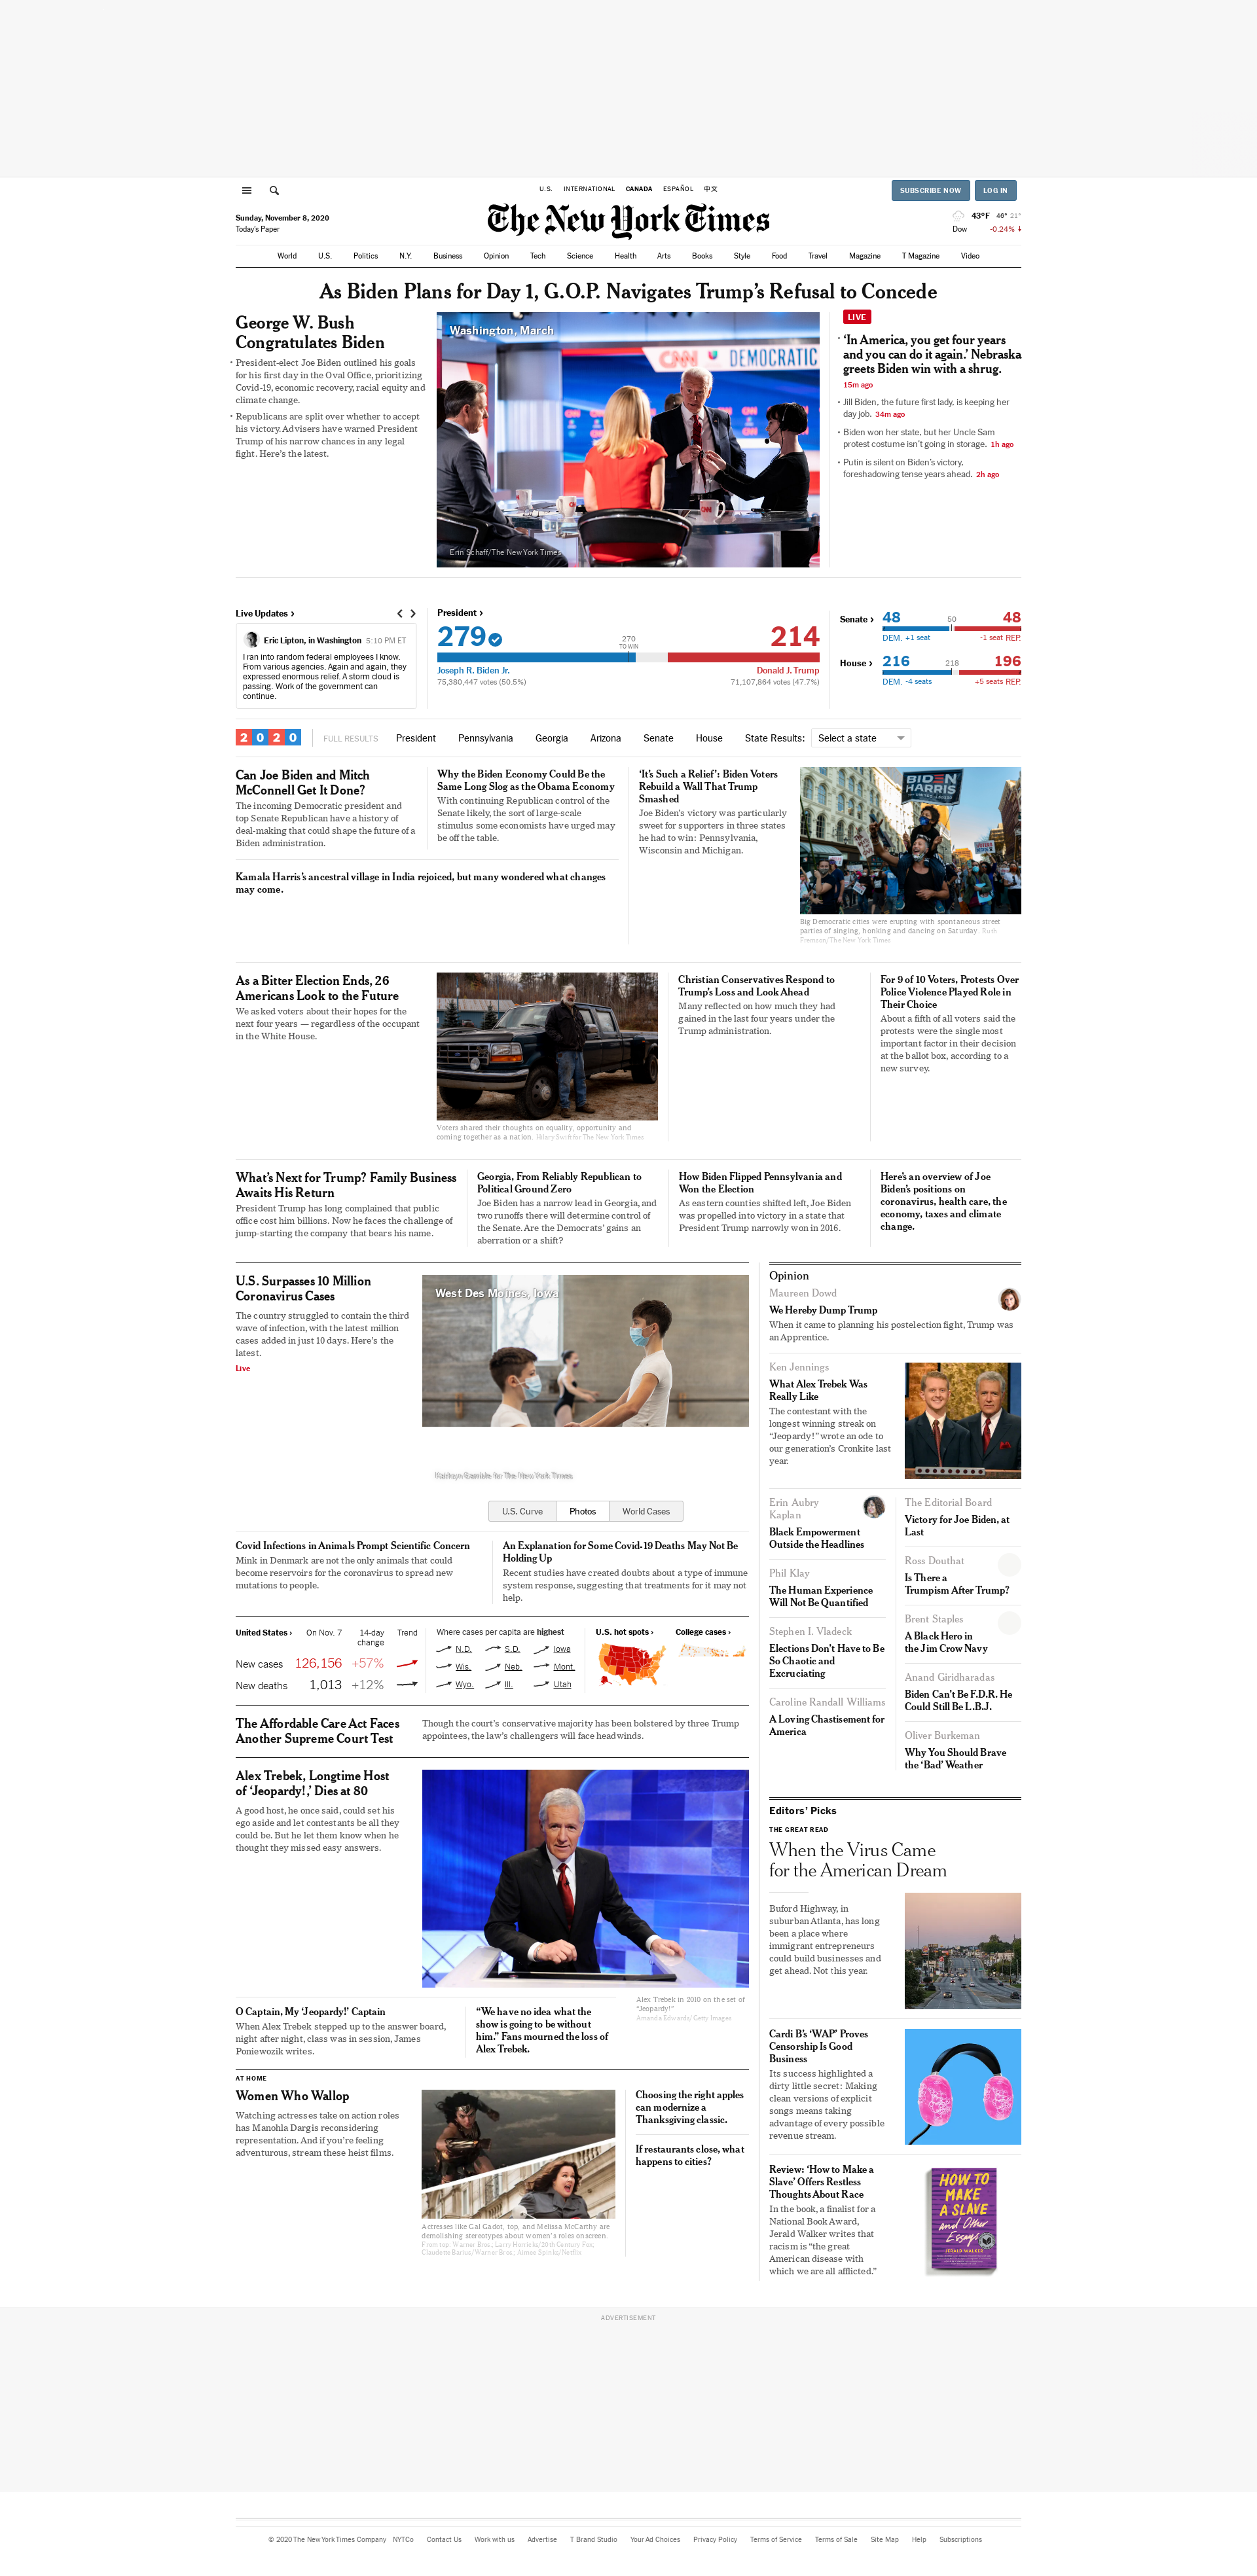 U.S. INTERNATIONAL CANADA ESPAÑOL 中文
SUBSCRIBE NOW LOG IN
Sunday, November 8, 2020
Today's Paper
The New York Times
43°F 46° 21°
Dow -0.24%
World U.S. Politics N.Y. Business Opinion Tech Science Health Arts Books Style Food Travel Magazine T Magazine Video
As Biden Plans for Day 1, G.O.P. Navigates Trump's Refusal to Concede
George W. Bush
Congratulates Biden
• President-elect Joe Biden outlined his goals
for his first day in the Oval Office, prioritizing
Covid-19, economic recovery, racial equity and
climate change.
• Republicans are split over whether to accept
his victory. Advisers have warned President
Trump of his narrow chances in any legal
fight. Here's the latest.
Washington, March
CNN DEMOCRATIC
Erin Schaff/The New York Times
LIVE
• 'In America, you get four years
and you can do it again.' Nebraska
greets Biden win with a shrug.
15m ago
• Jill Biden, the future first lady, is keeping her
day job. 34m ago
• Biden won her state, but her Uncle Sam
protest costume isn't going in storage. 1h ago
• Putin is silent on Biden's victory,
foreshadowing tense years ahead. 2h ago
Live Updates ›
Eric Lipton, in Washington 5:10 PM ET
I ran into random federal employees I know.
From various agencies. Again and again, they
expressed enormous relief. A storm cloud is
passing. Work of the government can
continue.
President ›
279 214
270
TO WIN
Joseph R. Biden Jr. Donald J. Trump
75,380,447 votes (50.5%) 71,107,864 votes (47.7%)
Senate › 48 50 48
DEM. +1 seat -1 seat REP.
House › 216 218 196
DEM. -4 seats +5 seats REP.
2020 FULL RESULTS President Pennsylvania Georgia Arizona Senate House State Results: Select a state
Can Joe Biden and Mitch
McConnell Get It Done?
The incoming Democratic president and
top Senate Republican have a history of
deal-making that could shape the future of a
Biden administration.
Why the Biden Economy Could Be the
Same Long Slog as the Obama Economy
With continuing Republican control of the
Senate likely, the sort of large-scale
stimulus some economists have urged may
be off the table.
Kamala Harris's ancestral village in India rejoiced, but many wondered what changes
may come.
'It's Such a Relief': Biden Voters
Rebuild a Wall That Trump
Smashed
Joe Biden's victory was particularly
sweet for supporters in three states
he had to win: Pennsylvania,
Wisconsin and Michigan.
BIDEN
HARRIS
Big Democratic cities were erupting with spontaneous street
parties of singing, honking and dancing on Saturday. Ruth
Fremson/The New York Times
As a Bitter Election Ends, 26
Americans Look to the Future
We asked voters about their hopes for the
next four years — regardless of the occupant
in the White House.
Voters shared their thoughts on equality, opportunity and
coming together as a nation. Hilary Swift for The New York Times
Christian Conservatives Respond to
Trump's Loss and Look Ahead
Many reflected on how much they had
gained in the last four years under the
Trump administration.
For 9 of 10 Voters, Protests Over
Police Violence Played Role in
Their Choice
About a fifth of all voters said the
protests were the single most
important factor in their decision
at the ballot box, according to a
new survey.
What's Next for Trump? Family Business
Awaits His Return
President Trump has long complained that public
office cost him billions. Now he faces the challenge of
jump-starting the company that bears his name.
Georgia, From Reliably Republican to
Political Ground Zero
Joe Biden has a narrow lead in Georgia, and
two runoffs there will determine control of
the Senate. Are the Democrats' gains an
aberration or a shift?
How Biden Flipped Pennsylvania and
Won the Election
As eastern counties shifted left, Joe Biden
was propelled into victory in a state that
President Trump narrowly won in 2016.
Here's an overview of Joe
Biden's positions on
coronavirus, health care, the
economy, taxes and climate
change.
U.S. Surpasses 10 Million
Coronavirus Cases
The country struggled to contain the third
wave of infection, with the latest million
cases added in just 10 days. Here's the
latest.
Live
West Des Moines, Iowa
Kathryn Gamble for The New York Times
U.S. Curve Photos World Cases
Covid Infections in Animals Prompt Scientific Concern
Mink in Denmark are not the only animals that could
become reservoirs for the coronavirus to spread new
mutations to people.
An Explanation for Some Covid-19 Deaths May Not Be
Holding Up
Recent studies have created doubts about a type of immune
system response, suggesting that treatments for it may not
help.
United States › On Nov. 7 14-day
change Trend
New cases 126,156 +57%
New deaths 1,013 +12%
Where cases per capita are highest
N.D. S.D. Iowa
Wis. Neb. Mont.
Wyo. Ill. Utah
U.S. hot spots ›
College cases ›
The Affordable Care Act Faces
Another Supreme Court Test
Though the court's conservative majority has been bolstered by three Trump
appointees, the law's challengers will face headwinds.
Alex Trebek, Longtime Host
of 'Jeopardy!,' Dies at 80
A good host, he once said, could set his
ego aside and let contestants be all they
could be. But he let them know when he
thought they missed easy answers.
Alex Trebek in 2010 on the set of
"Jeopardy!"
Amanda Edwards/Getty Images
O Captain, My 'Jeopardy!' Captain
When Alex Trebek stepped up to the answer board,
night after night, class was in session, James
Poniewozik writes.
"We have no idea what the
show is going to be without
him." Fans mourned the loss of
Alex Trebek.
AT HOME
Women Who Wallop
Watching actresses take on action roles
has Manohla Dargis reconsidering
representation. And if you're feeling
adventurous, stream these heist films.
Actresses like Gal Gadot, top, and Melissa McCarthy are
demolishing stereotypes about women's roles onscreen.
From top: Warner Bros.; Larry Horricks/20th Century Fox;
Claudette Barius/Warner Bros.; Aimee Spinks/Netflix
Choosing the right apples
can modernize a
Thanksgiving classic.
If restaurants close, what
happens to cities?
Opinion
Maureen Dowd
We Hereby Dump Trump
When it came to planning his postelection fight, Trump was
an Apprentice.
Ken Jennings
What Alex Trebek Was
Really Like
The contestant with the
longest winning streak on
"Jeopardy!" wrote an ode to
our generation's Cronkite last
year.
Erin Aubry
Kaplan
Black Empowerment
Outside the Headlines
Phil Klay
The Human Experience
Will Not Be Quantified
Stephen I. Vladeck
Elections Don't Have to Be
So Chaotic and
Excruciating
Caroline Randall Williams
A Loving Chastisement for
America
The Editorial Board
Victory for Joe Biden, at
Last
Ross Douthat
Is There a
Trumpism After Trump?
Brent Staples
A Black Hero in
the Jim Crow Navy
Anand Giridharadas
Biden Can't Be F.D.R. He
Could Still Be L.B.J.
Oliver Burkeman
Why You Should Brave
the 'Bad' Weather
Editors' Picks
THE GREAT READ
When the Virus Came
for the American Dream
Buford Highway, in
suburban Atlanta, has long
been a place where
immigrant entrepreneurs
could build businesses and
get ahead. Not this year.
Cardi B's 'WAP' Proves
Censorship Is Good
Business
Its success highlighted a
dirty little secret: Making
clean versions of explicit
songs means taking
advantage of every possible
revenue stream.
Review: 'How to Make a
Slave' Offers Restless
Thoughts About Race
In the book, a finalist for a
National Book Award,
Jerald Walker writes that
racism is "the great
American disease with
which we are all afflicted."
HOW TO
MAKE
A SLAVE
and Other
Essays
JERALD WALKER
ADVERTISEMENT
© 2020 The New York Times Company NYTCo Contact Us Work with us Advertise T Brand Studio Your Ad Choices Privacy Policy Terms of Service Terms of Sale Site Map Help Subscriptions